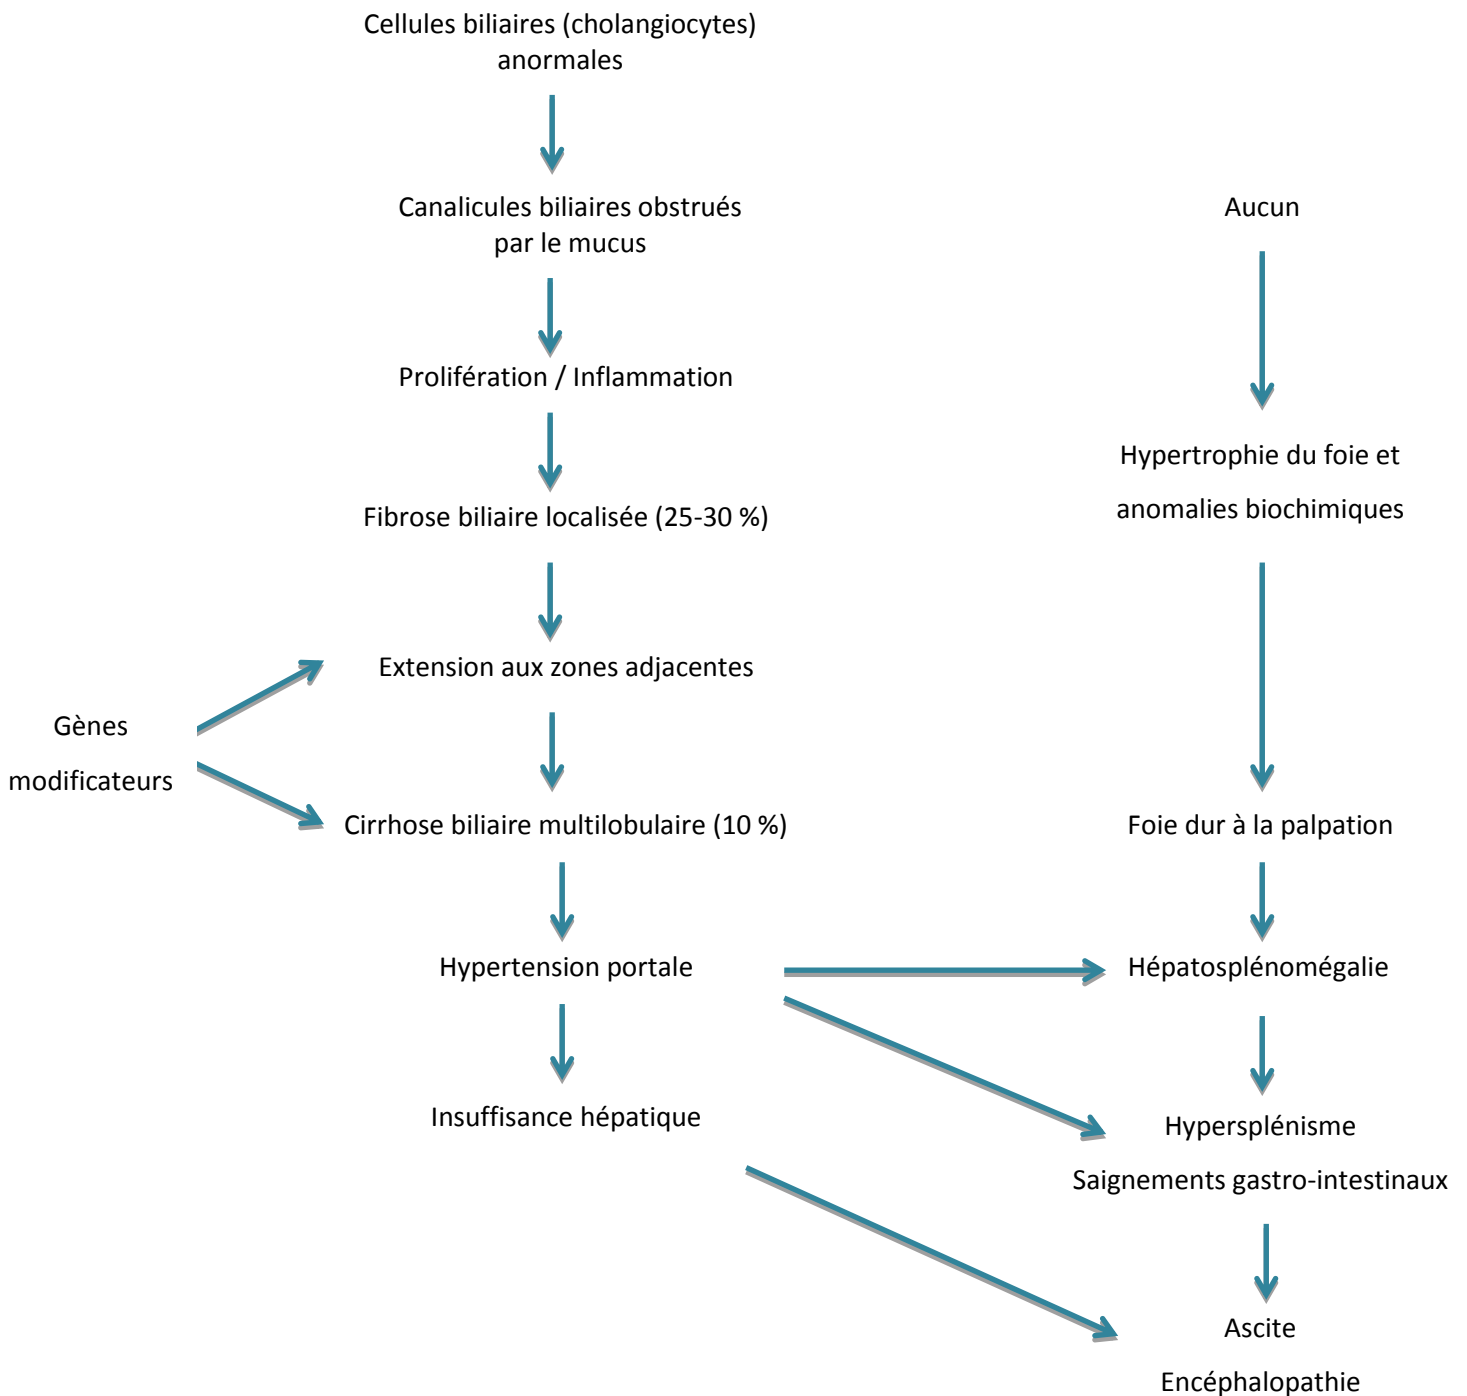 Cellules biliaires (cholangiocytes)
anormales
Canalicules biliaires obstrués
par le mucus
Aucun
Prolifération / Inflammation
Hypertrophie du foie et
anomalies biochimiques
Fibrose biliaire localisée (25-30 %)
Extension aux zones adjacentes
Gènes
modificateurs
Cirrhose biliaire multilobulaire (10 %)
Foie dur à la palpation
Hypertension portale
Hépatosplénomégalie
Insuffisance hépatique
Hypersplénisme
Saignements gastro-intestinaux
Ascite
Encéphalopathie